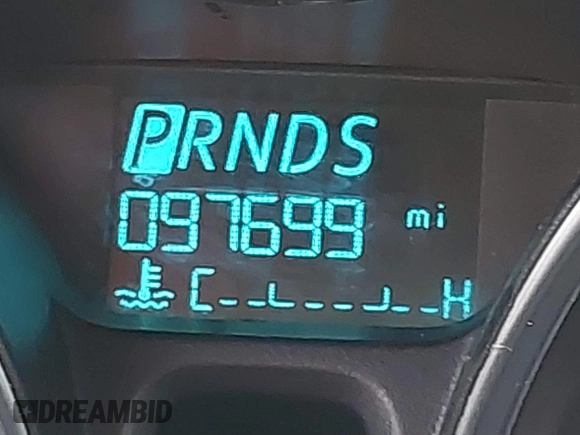 PRNDS
097699 mi
C H
DREAMBID